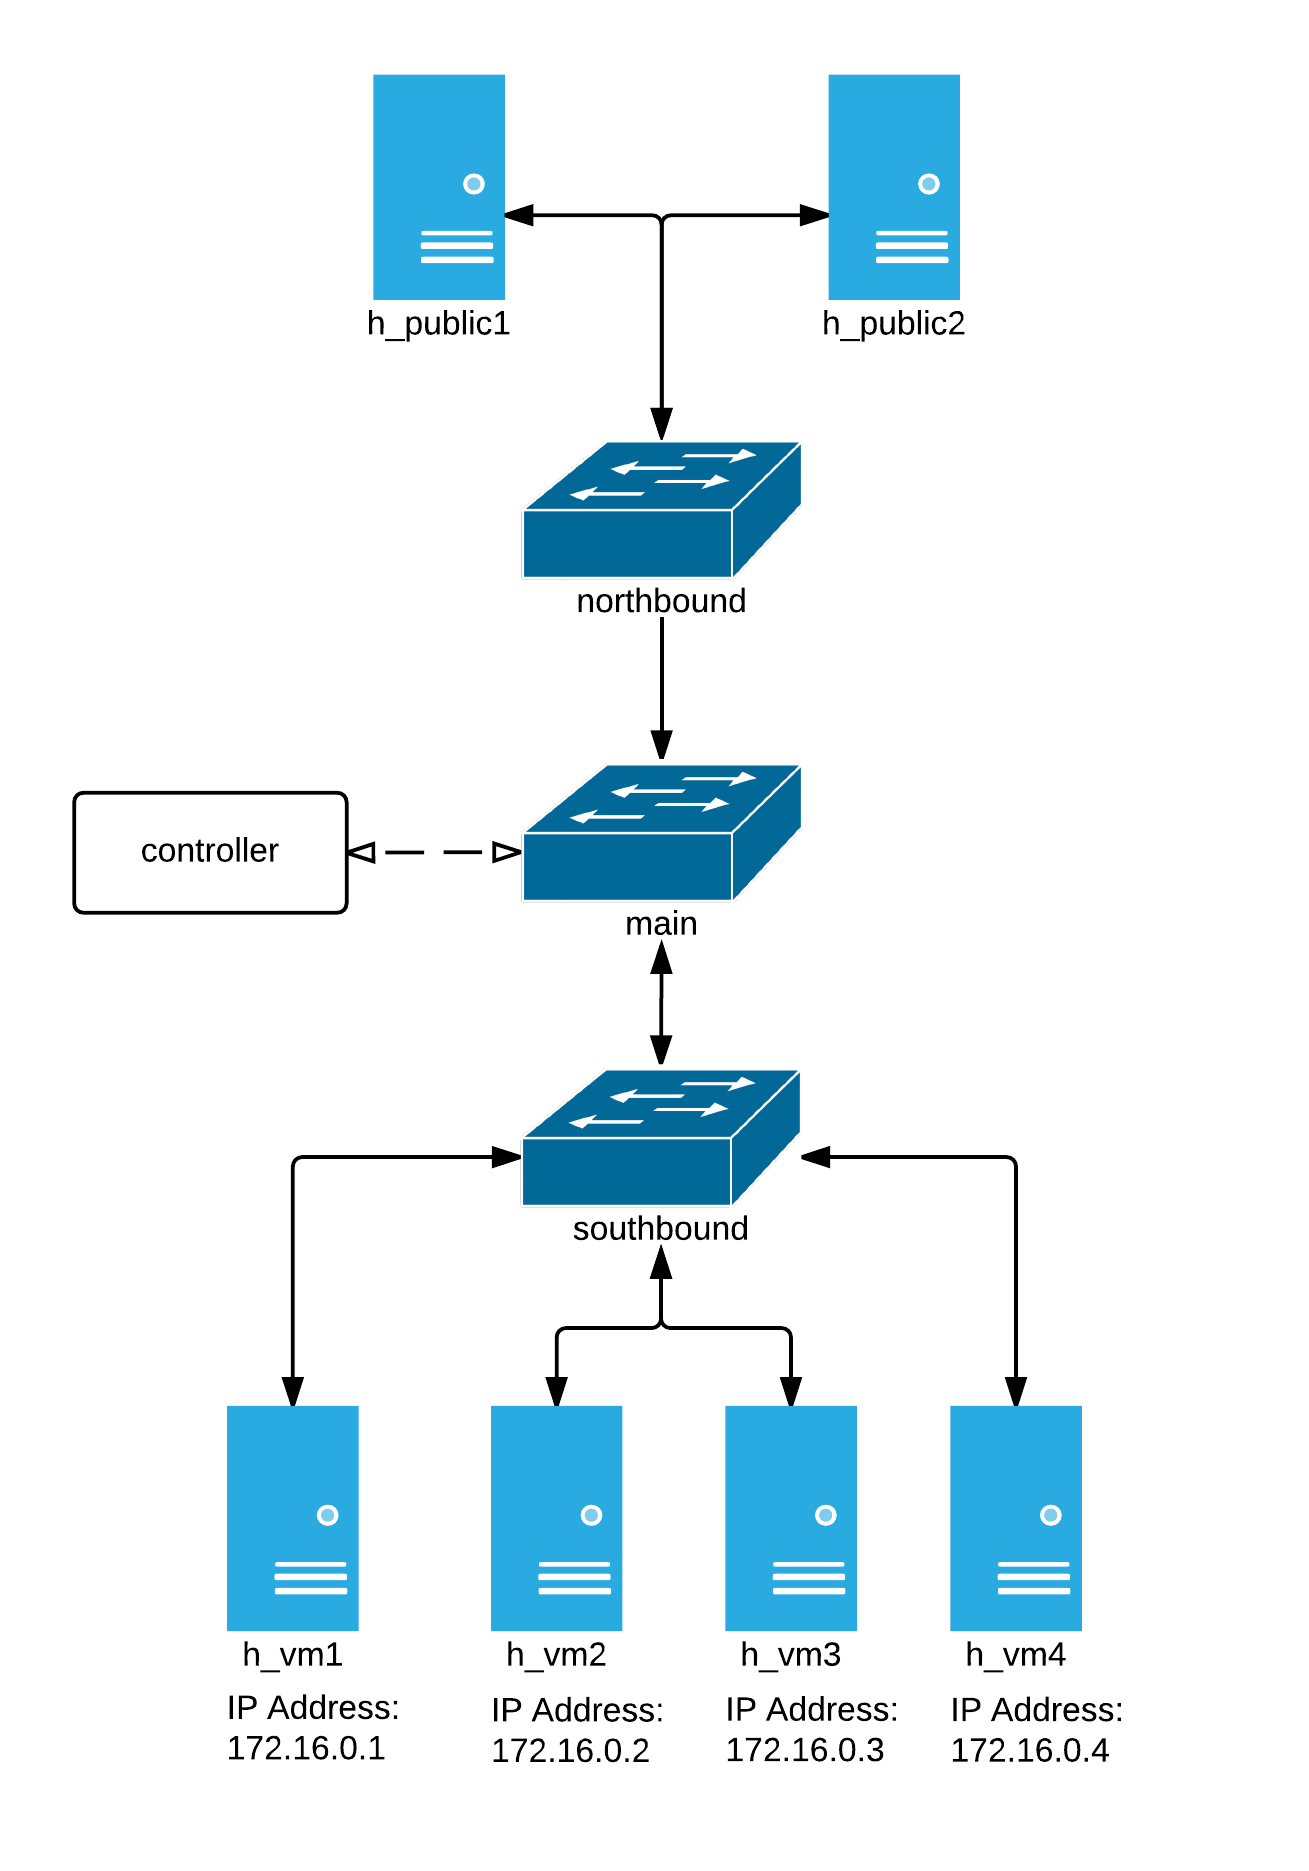 h_public1
h_public2
northbound
controller
main
southbound
h_vm1
IP Address:
172.16.0.1
h_vm2
IP Address:
172.16.0.2
h_vm3
IP Address:
172.16.0.3
h_vm4
IP Address:
172.16.0.4